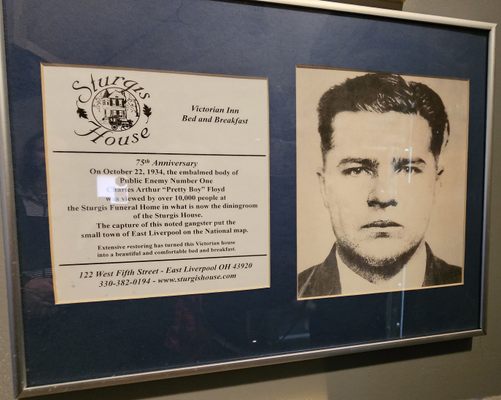 Sturgis
House
Victorian Inn
Bed and Breakfast
75th Anniversary
On October 22, 1934, the embalmed body of
Public Enemy Number One
Charles Arthur "Pretty Boy" Floyd
was viewed by over 10,000 people at
the Sturgis Funeral Home in what is now the diningroom
of the Sturgis House.
The capture of this noted gangster put the
small town of East Liverpool on the National map.
Extensive restoring has turned this Victorian house
into a beautiful and comfortable bed and breakfast.
122 West Fifth Street - East Liverpool OH 43920
330-382-0194 - www.sturgishouse.com